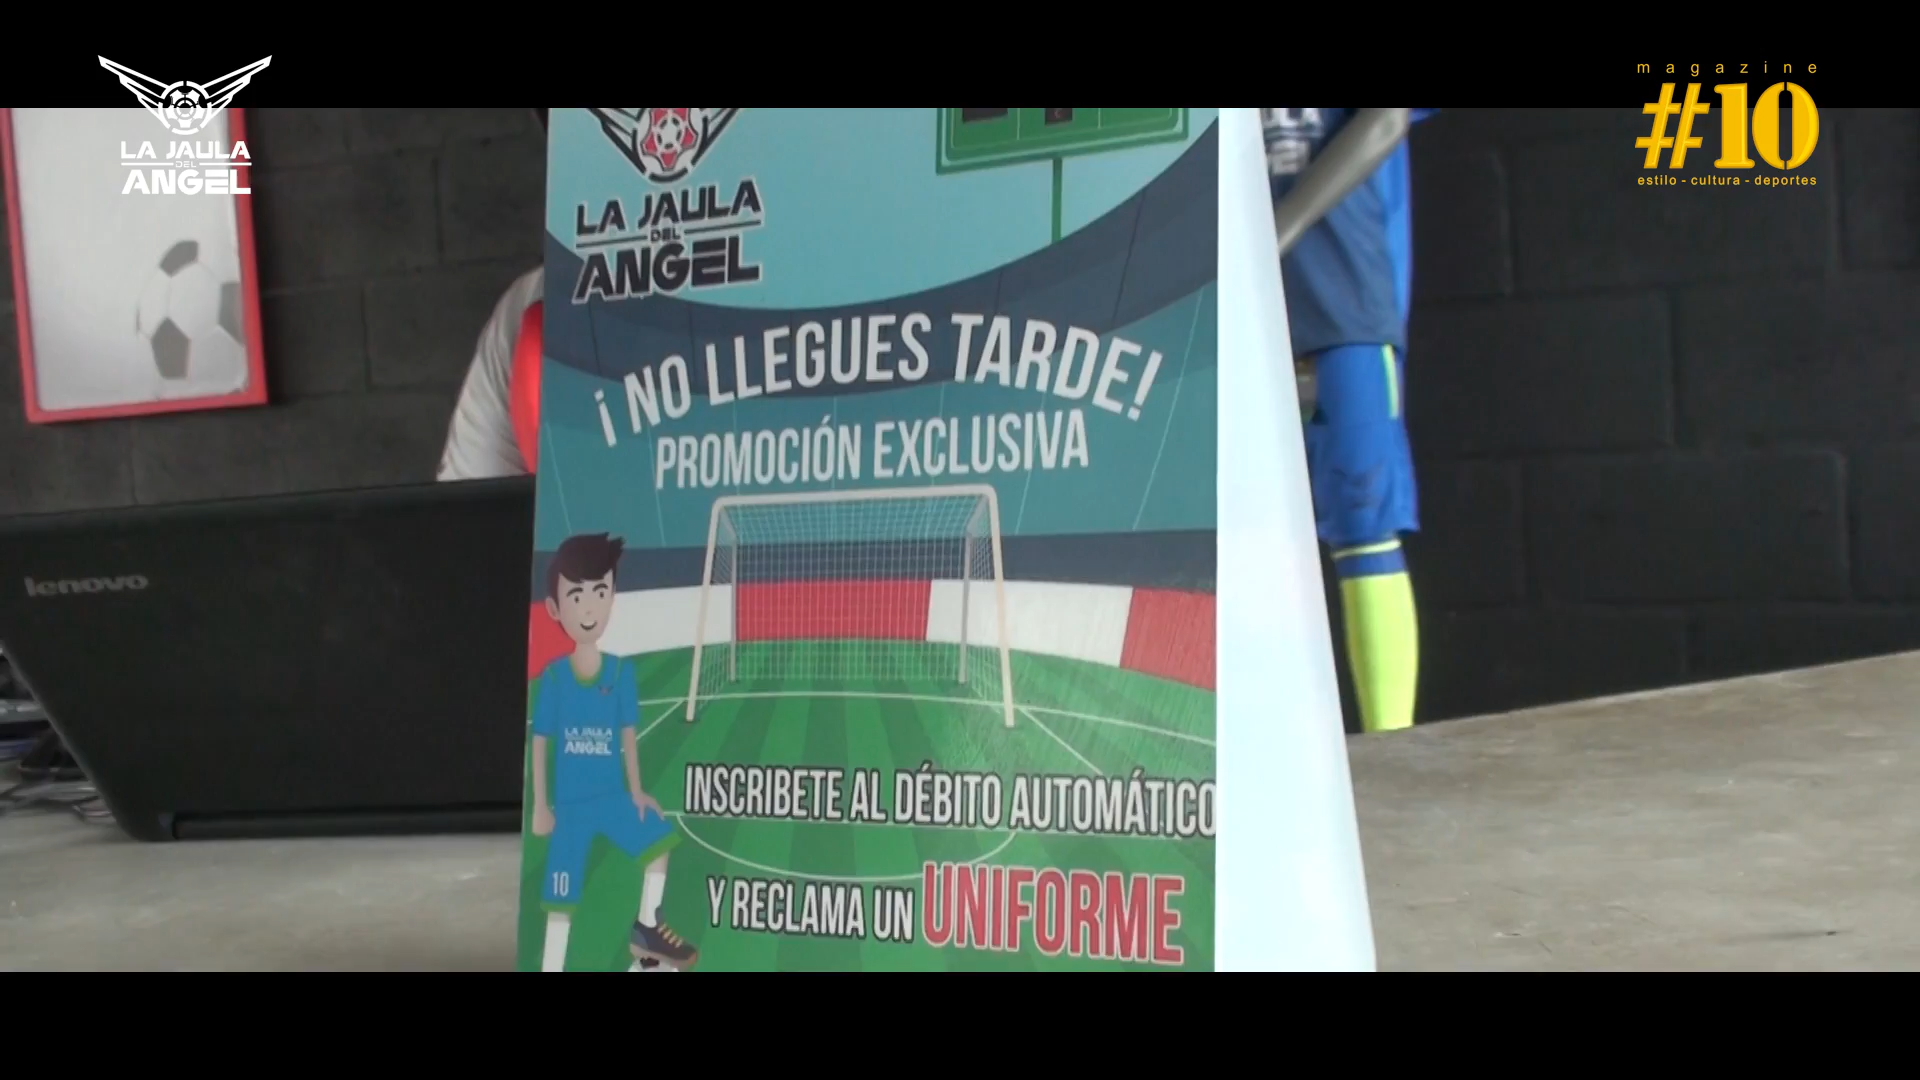 LA JAULA
DEL
ANGEL
magazine
#10
estilo - cultura - deportes
LA JAULA
DEL
ANGEL
¡NO LLEGUES TARDE!
PROMOCIÓN EXCLUSIVA
lenovo
LA JAULA
ANGEL
10
INSCRIBETE AL DÉBITO AUTOMÁTICO
Y RECLAMA UN UNIFORME